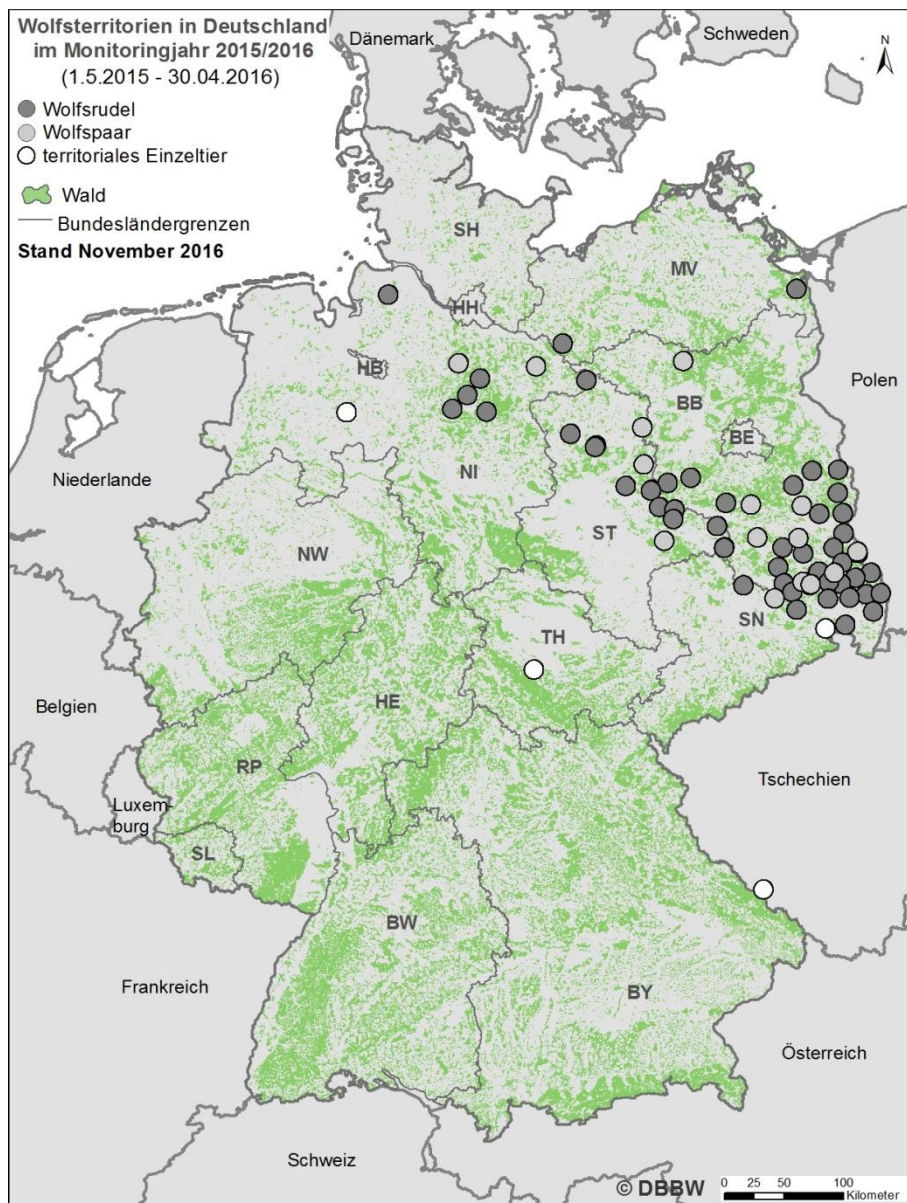 Wolfsterritorien in Deutschland
im Monitoringjahr 2015/2016
(1.5.2015 - 30.04.2016)
Wolfsrudel
Wolfspaar
territoriales Einzeltier
Wald
Bundesländergrenzen
Stand November 2016
Dänemark
Schweden
N
SH
MV
HH
HB
Polen
BB
BE
Niederlande
NI
ST
NW
SN
TH
HE
Belgien
RP
Tschechien
Luxem-
burg
SL
BW
Frankreich
BY
Österreich
Schweiz
© DBBW
0 25 50 100
Kilometer